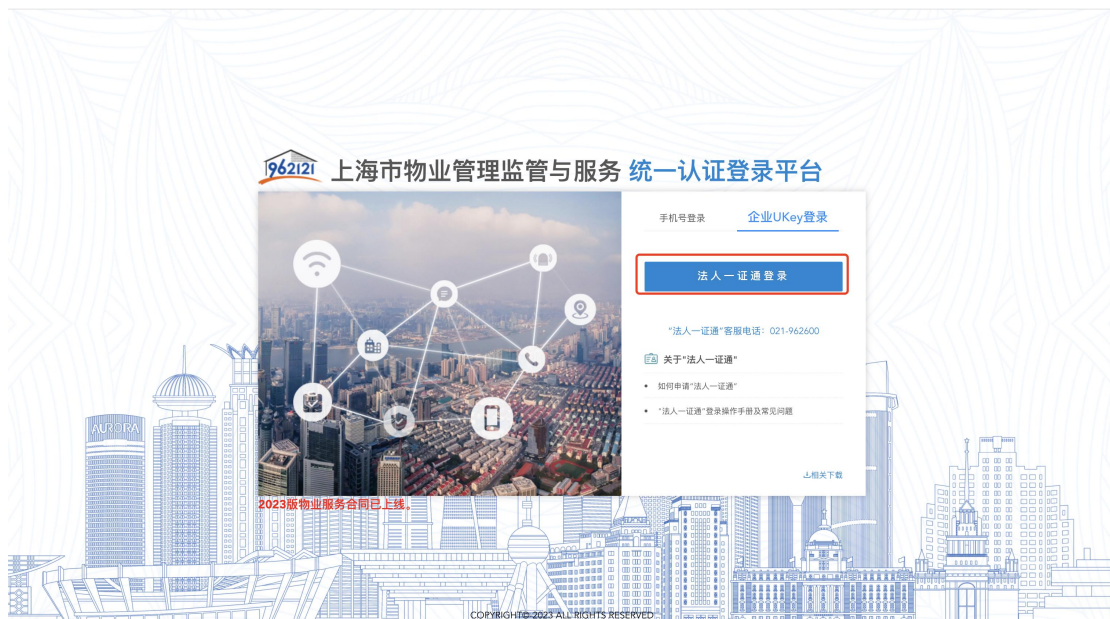 962121 上海市物业管理监管与服务 统一认证登录平台
手机号登录 企业UKey登录
法人一证通登录
"法人一证通"客服电话：021-962600
关于"法人一证通"
• 如何申请"法人一证通"
• "法人一证通"登录操作手册及常见问题
相关下载
AURORA
2023版物业服务合同已上线。
COPYRIGHT© 2023 ALL RIGHTS RESERVED